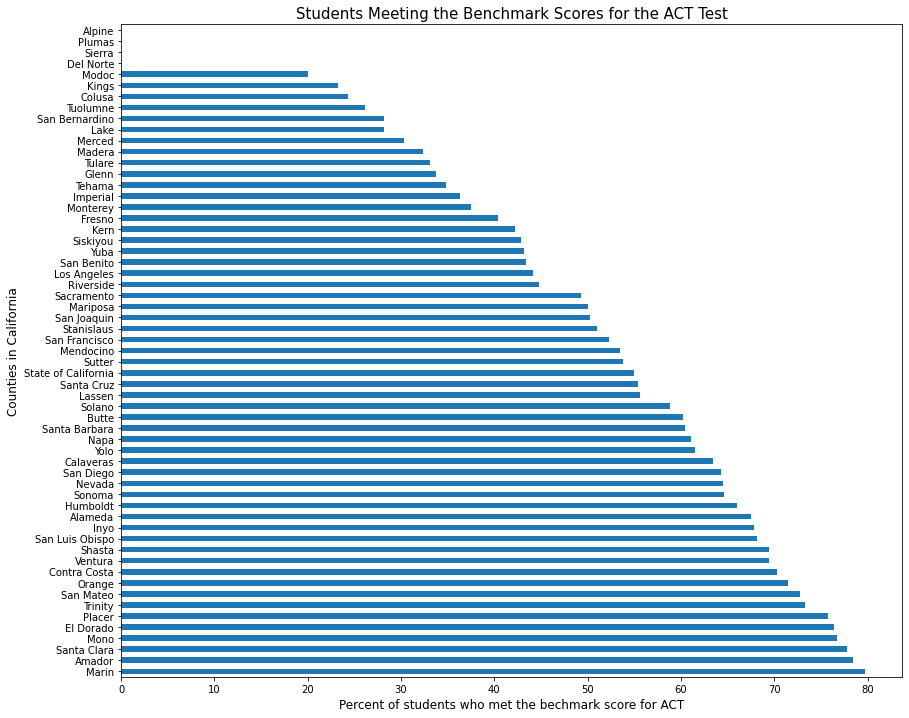 Students Meeting the Benchmark Scores for the ACT Test
Counties in California
Alpine
Plumas
Sierra
Del Norte
Modoc
Kings
Colusa
Tuolumne
San Bernardino
Lake
Merced
Madera
Tulare
Glenn
Tehama
Imperial
Monterey
Fresno
Kern
Siskiyou
Yuba
San Benito
Los Angeles
Riverside
Sacramento
Mariposa
San Joaquin
Stanislaus
San Francisco
Mendocino
Sutter
State of California
Santa Cruz
Lassen
Solano
Butte
Santa Barbara
Napa
Yolo
Calaveras
San Diego
Nevada
Sonoma
Humboldt
Alameda
Inyo
San Luis Obispo
Shasta
Ventura
Contra Costa
Orange
San Mateo
Trinity
Placer
El Dorado
Mono
Santa Clara
Amador
Marin
0 10 20 30 40 50 60 70 80
Percent of students who met the bechmark score for ACT